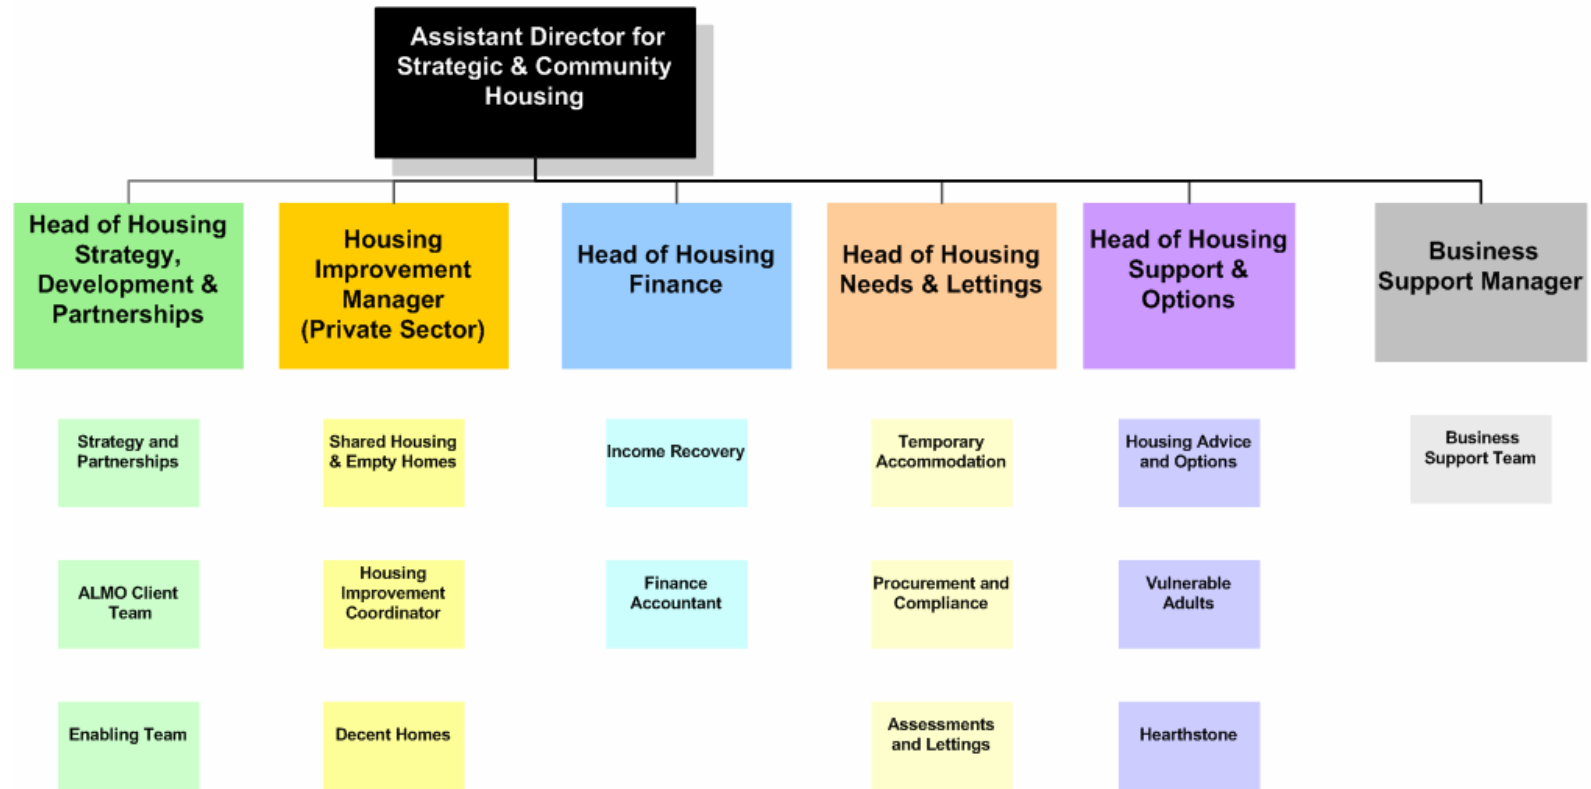 Assistant Director for
Strategic & Community
Housing
Head of Housing
Strategy,
Development &
Partnerships
Housing
Improvement
Manager
(Private Sector)
Head of Housing
Finance
Head of Housing
Needs & Lettings
Head of Housing
Support &
Options
Business
Support Manager
Strategy and
Partnerships
Shared Housing
& Empty Homes
Income Recovery
Temporary
Accommodation
Housing Advice
and Options
Business
Support Team
ALMO Client
Team
Housing
Improvement
Coordinator
Finance
Accountant
Procurement and
Compliance
Vulnerable
Adults
Enabling Team
Decent Homes
Assessments
and Lettings
Hearthstone